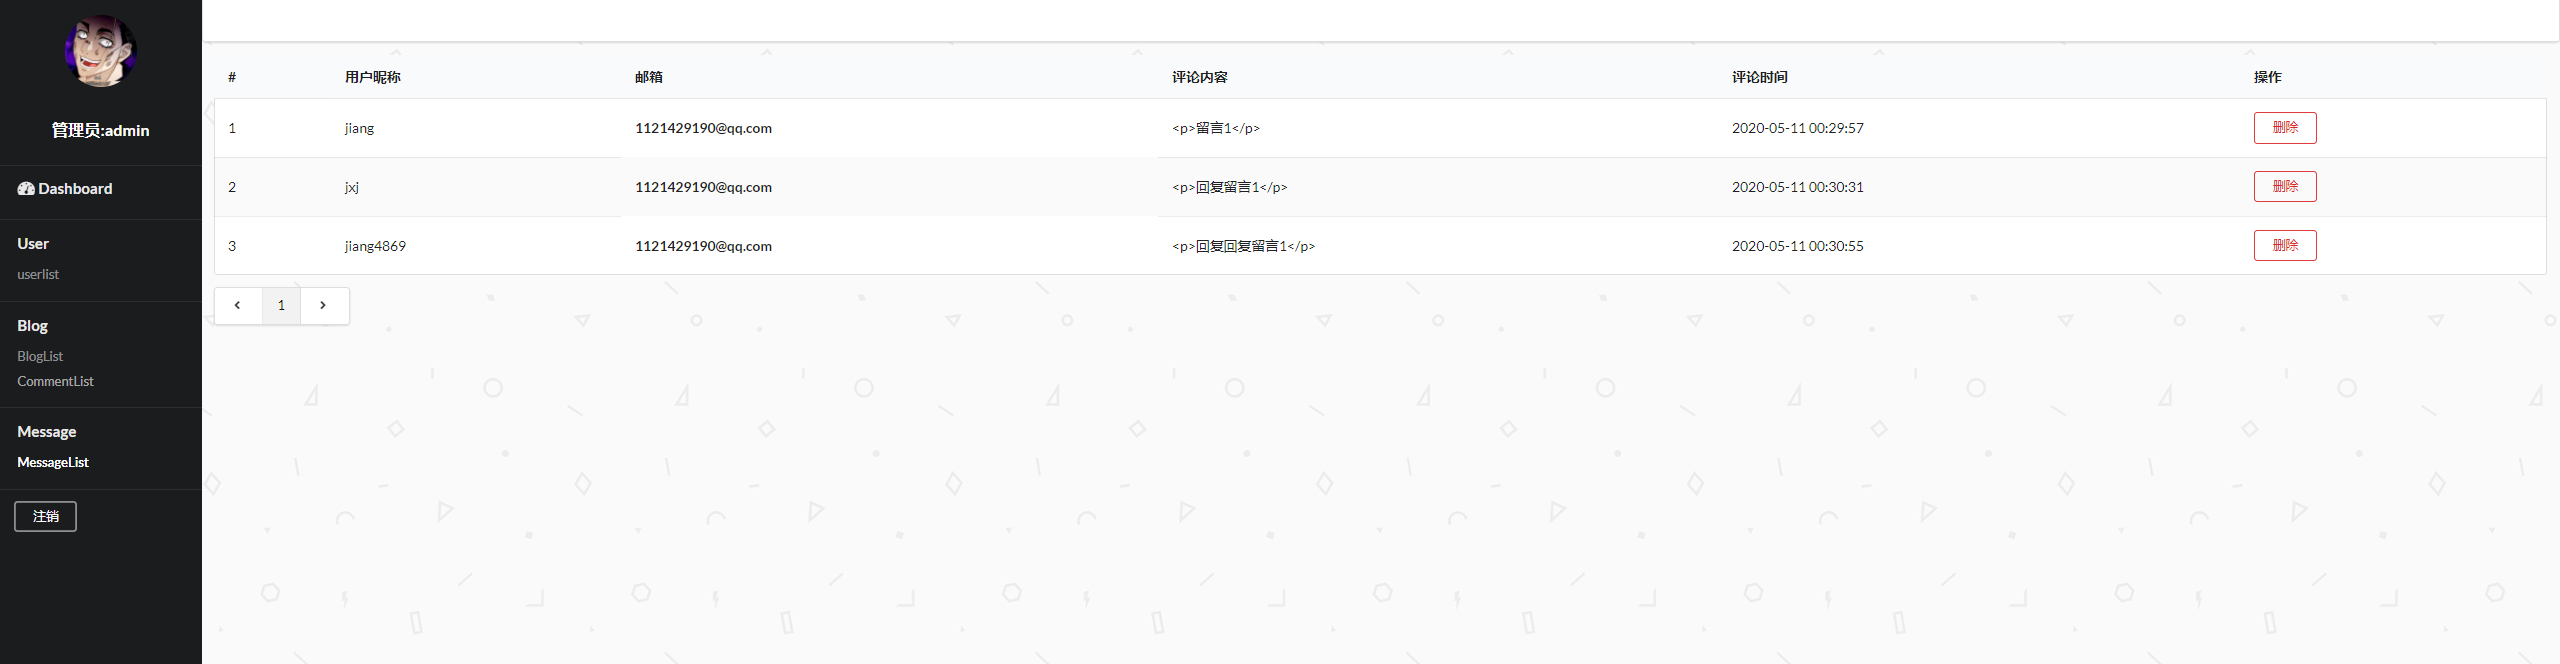 管理员:admin
Dashboard
User
userlist
Blog
BlogList
CommentList
Message
MessageList
注销
# 用户昵称 邮箱 评论内容 评论时间 操作
1 jiang 1121429190@qq.com <p>留言1</p> 2020-05-11 00:29:57 删除
2 jxj 1121429190@qq.com <p>回复留言1</p> 2020-05-11 00:30:31 删除
3 jiang4869 1121429190@qq.com <p>回复回复留言1</p> 2020-05-11 00:30:55 删除
1